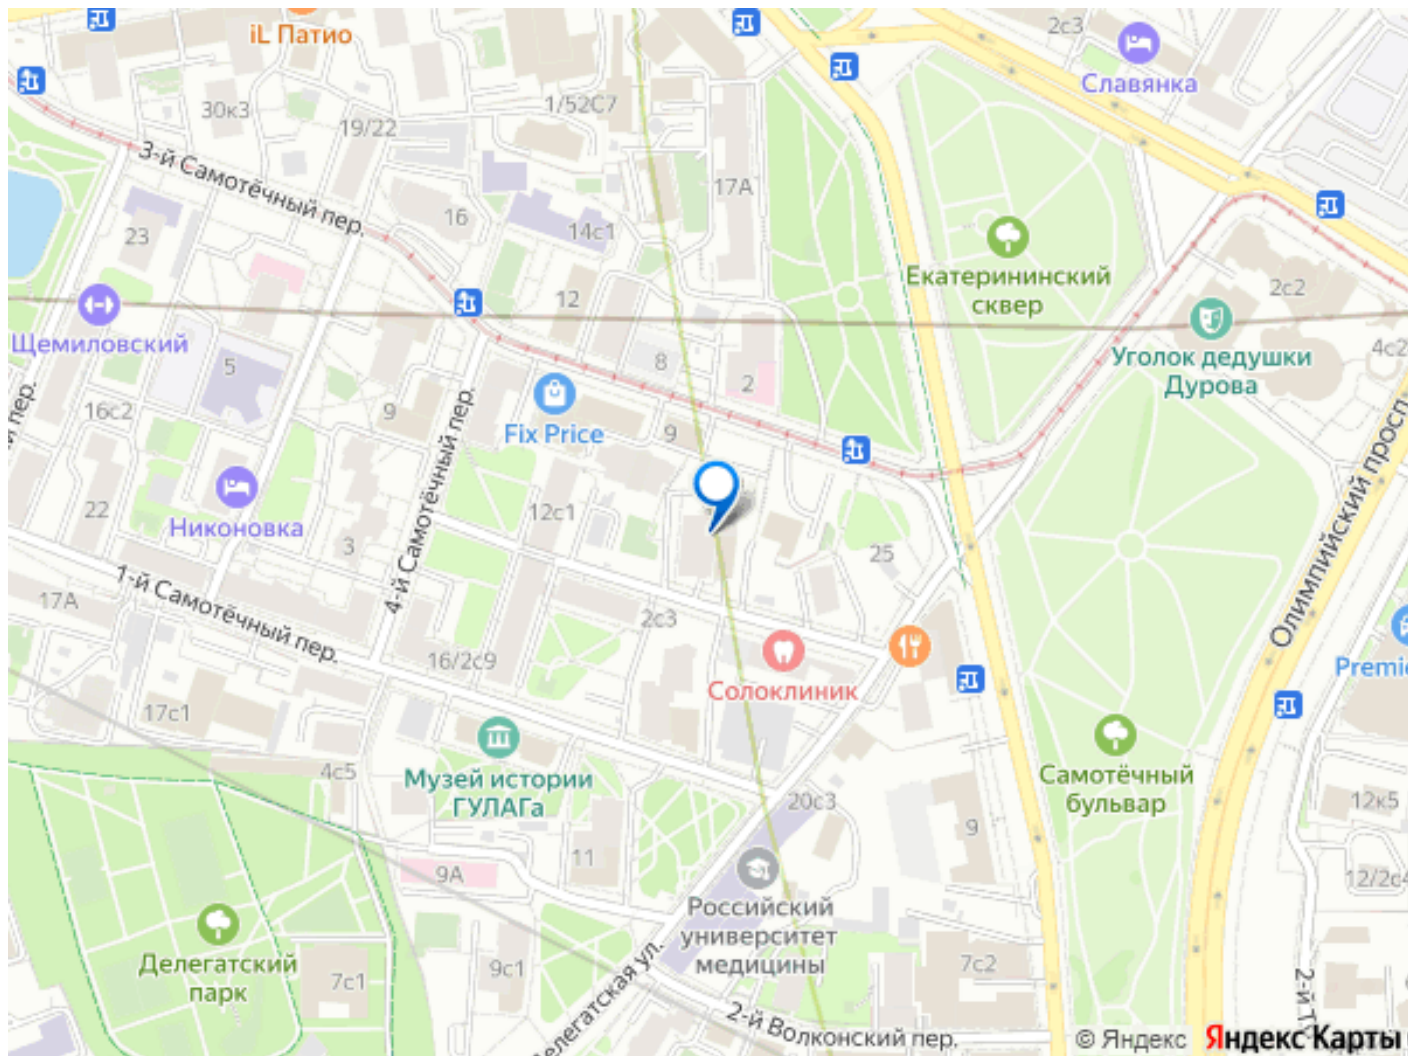 iL Патио
2с3
Славянка
30к3
19/22
1/52С7
3-й Самотёчный пер.
17А
16
14с1
23
Екатерининский
сквер
2с2
12
Щемиловский
5
8
2
Уголок дедушки
Дурова
4с2
16с2
9
Fix Price
9
й пер.
4-й Самотёчный пер.
22
Никоновка
12с1
3
25
Олимпийский просп.
17А
1-й Самотёчный пер.
2с3
16/2с9
Солоклиник
Premi
17с1
Музей истории
ГУЛАГа
4с5
Самотёчный
бульвар
20с3
12к5
9
11
9А
12/2с4
Российский
университет
медицины
Делегатский
парк
7с1
9с1
7с2
Делегатская ул.
2-й Волконский пер.
2-й
© Яндекс Яндекс Карты